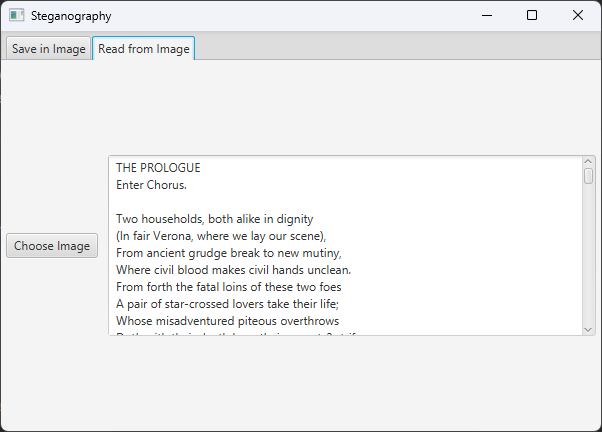 Steganography
Save in Image
Read from Image
Choose Image
THE PROLOGUE
Enter Chorus.
Two households, both alike in dignity
(In fair Verona, where we lay our scene),
From ancient grudge break to new mutiny,
Where civil blood makes civil hands unclean.
From forth the fatal loins of these two foes
A pair of star-crossed lovers take their life;
Whose misadventured piteous overthrows